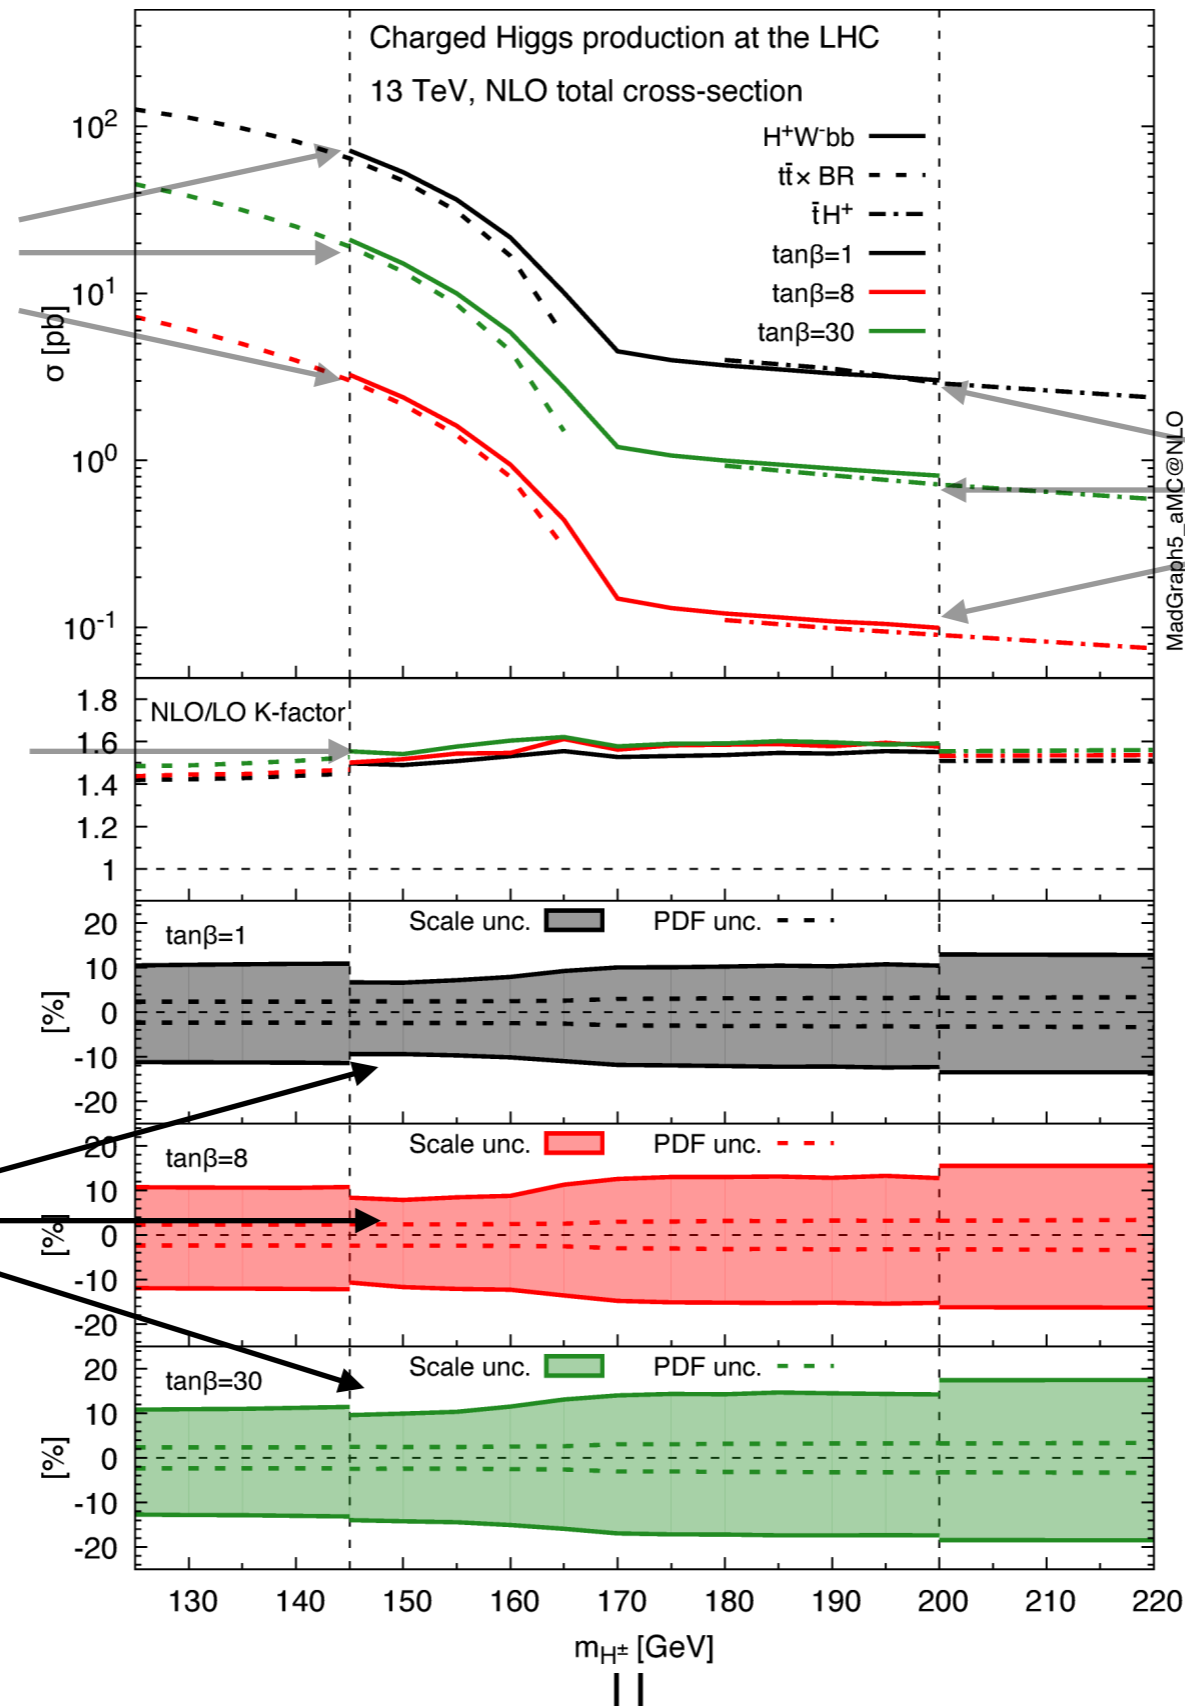 Charged Higgs production at the LHC
13 TeV, NLO total cross-section
H⁺W⁻bb
tt̄ × BR
t̄H⁺
tanβ=1
tanβ=8
tanβ=30
10²
10¹
10⁰
10⁻¹
σ [pb]
MadGraph5_aMC@NLO
NLO/LO K-factor
1.8
1.6
1.4
1.2
1
tanβ=1
Scale unc.
PDF unc.
20
10
0
-10
-20
[%]
tanβ=8
Scale unc.
PDF unc.
20
10
0
-10
-20
[%]
tanβ=30
Scale unc.
PDF unc.
20
10
0
-10
-20
[%]
130 140 150 160 170 180 190 200 210 220
m_H± [GeV]